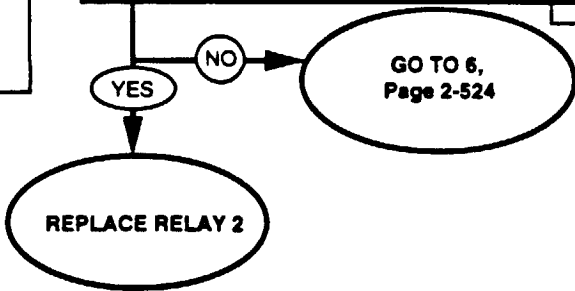 NO
GO TO 6,
Page 2-524
YES
REPLACE RELAY 2